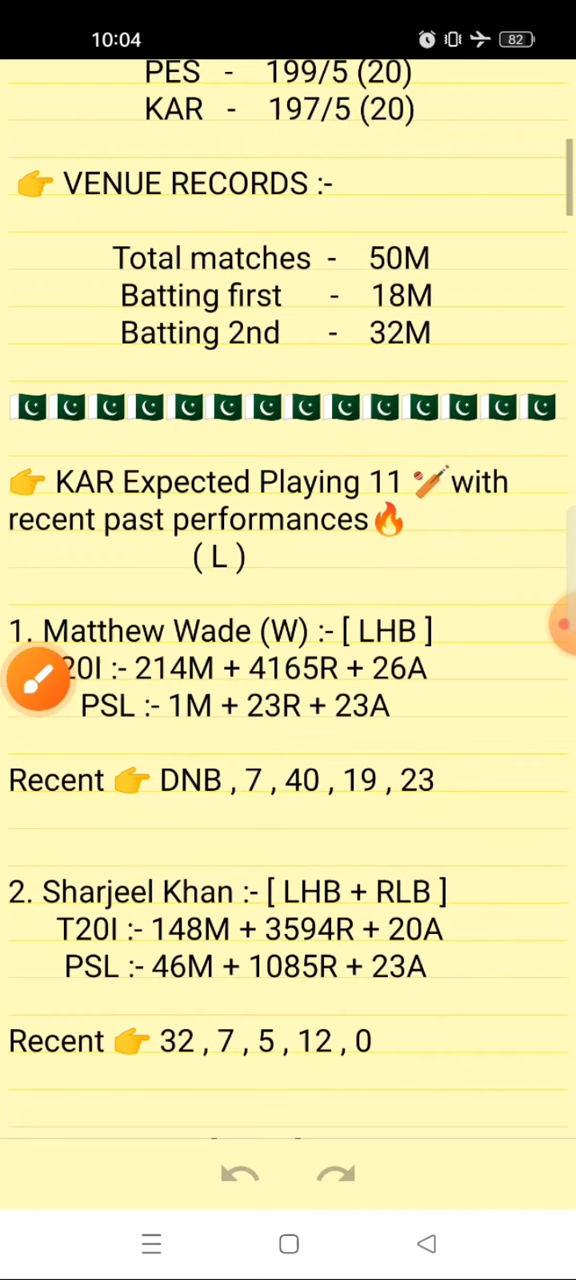 10:04 82
PES - 199/5 (20)
KAR - 197/5 (20)
👉 VENUE RECORDS :-
Total matches - 50M
Batting first - 18M
Batting 2nd - 32M
🇵🇰🇵🇰🇵🇰🇵🇰🇵🇰🇵🇰🇵🇰🇵🇰🇵🇰🇵🇰🇵🇰🇵🇰🇵🇰🇵🇰
👉 KAR Expected Playing 11 🏏with
recent past performances🔥
( L )
1. Matthew Wade (W) :- [ LHB ]
20I :- 214M + 4165R + 26A
PSL :- 1M + 23R + 23A
Recent 👉 DNB , 7 , 40 , 19 , 23
2. Sharjeel Khan :- [ LHB + RLB ]
T20I :- 148M + 3594R + 20A
PSL :- 46M + 1085R + 23A
Recent 👉 32 , 7 , 5 , 12 , 0